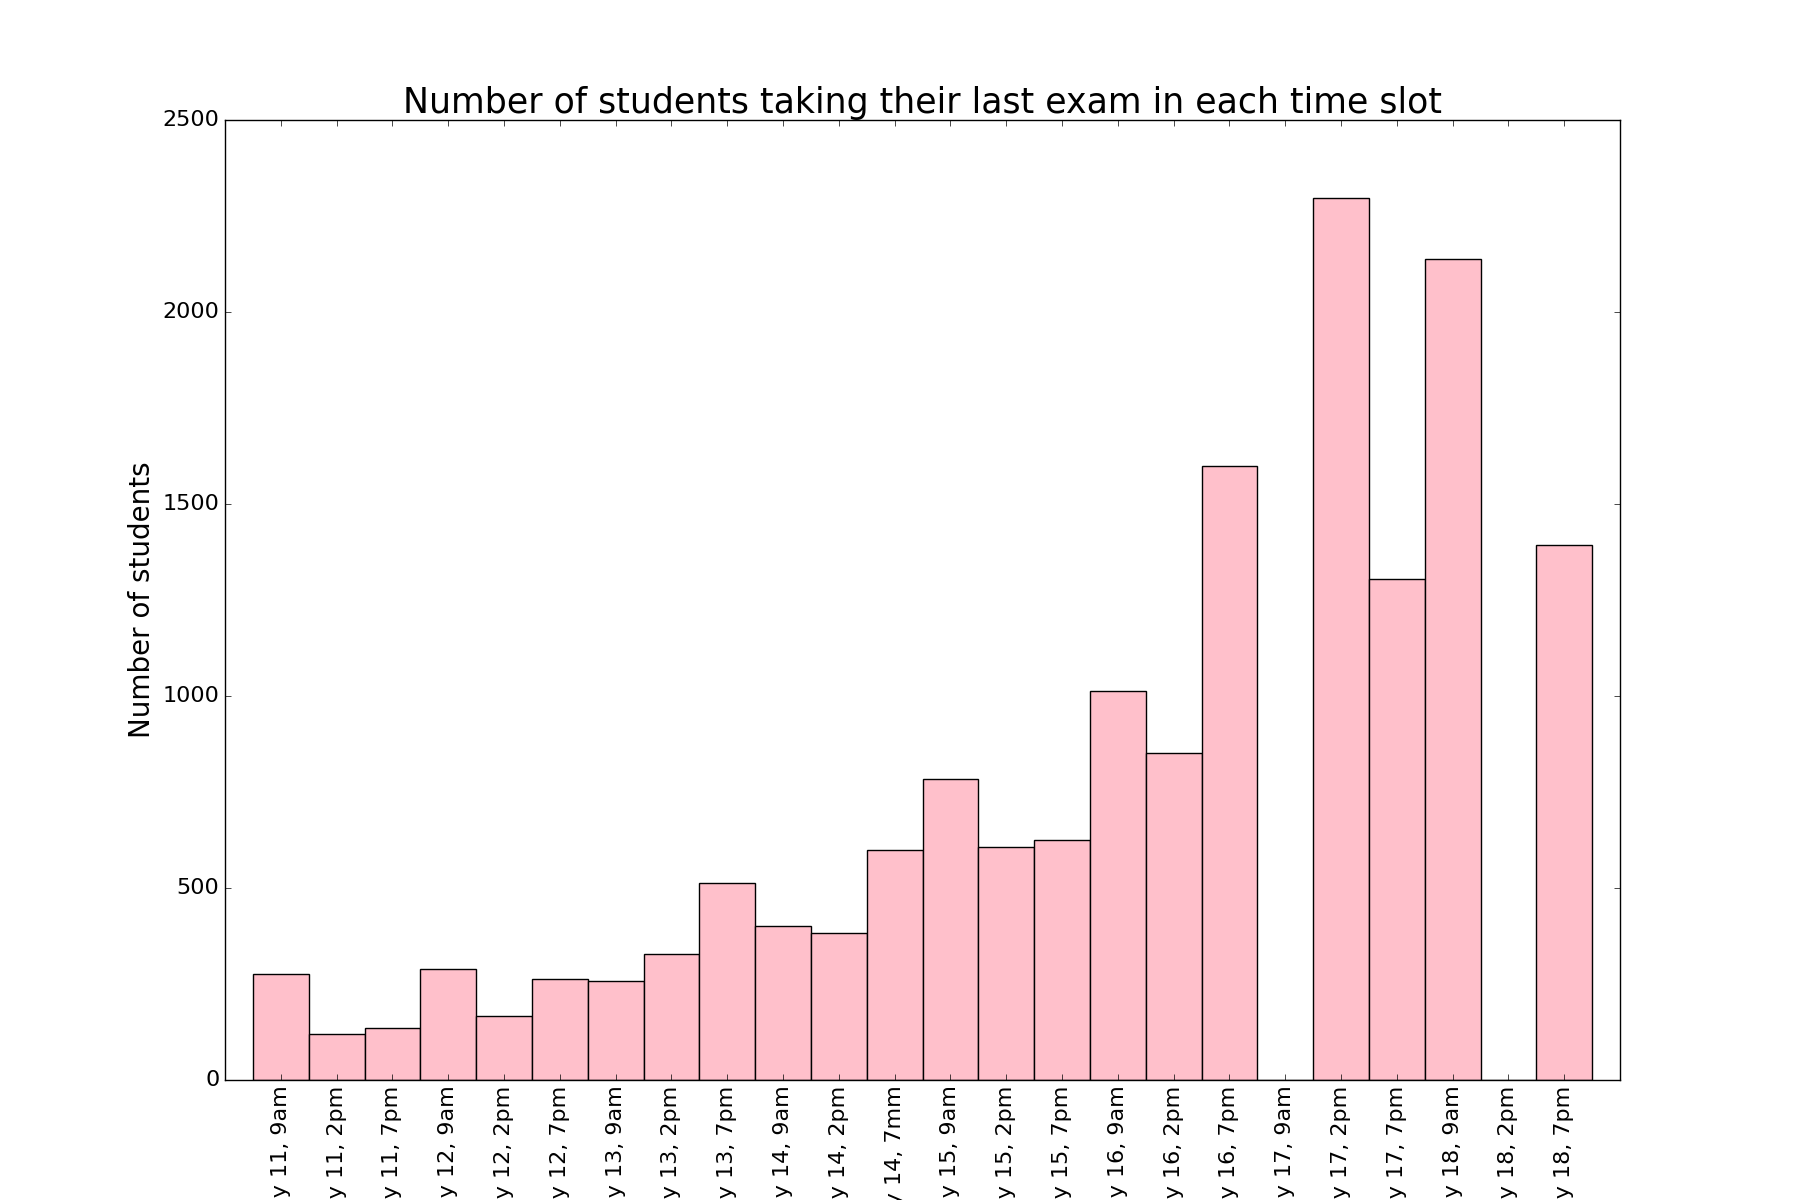 Number of students taking their last exam in each time slot
Number of students
2500
2000
1500
1000
500
0
y 11, 9am
y 11, 2pm
y 11, 7pm
y 12, 9am
y 12, 2pm
y 12, 7pm
y 13, 9am
y 13, 2pm
y 13, 7pm
y 14, 9am
y 14, 2pm
y 14, 7mm
y 15, 9am
y 15, 2pm
y 15, 7pm
y 16, 9am
y 16, 2pm
y 16, 7pm
y 17, 9am
y 17, 2pm
y 17, 7pm
y 18, 9am
y 18, 2pm
y 18, 7pm